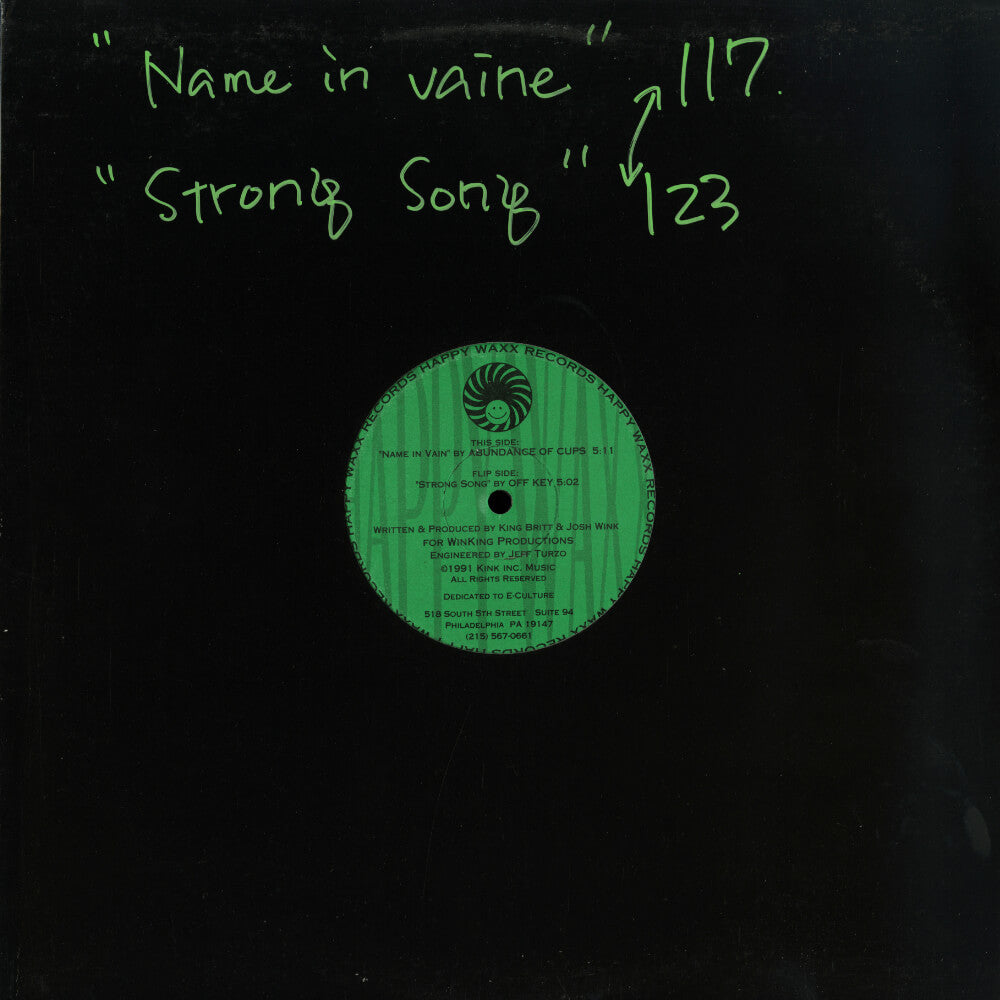 "Name in vaine" 117.
"Strong Song" 123
HAPPY WAXX RECORDS HAPPY WAXX RECORDS HAPPY WAXX RECORDS HAPPY WAXX RECORDS
THIS SIDE:
"NAME IN VAIN" BY ABUNDANCE OF CUPS 5:11
FLIP SIDE:
"STRONG SONG" BY OFF KEY 5:02
WRITTEN & PRODUCED BY KING BRITT & JOSH WINK
FOR WINKING PRODUCTIONS
ENGINEERED BY JEFF TURZO
©1991 KINK INC. MUSIC
ALL RIGHTS RESERVED
DEDICATED TO E-CULTURE
518 SOUTH 5TH STREET SUITE 94
PHILADELPHIA PA 19147
(215) 567-0661